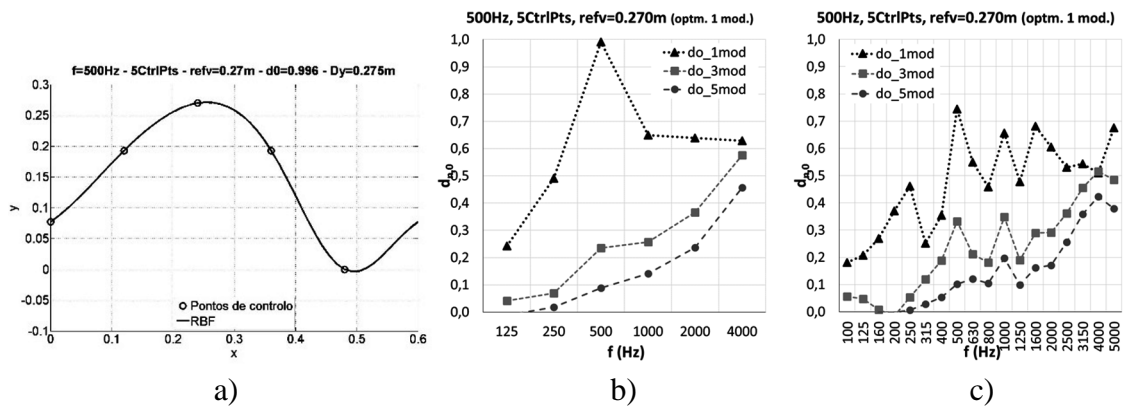 f=500Hz - 5CtrlPts - refv=0.27m - d0=0.996 - Dy=0.275m
0.3
0.25
0.2
0.15
0.1
0.05
0
-0.05
-0.1
y
Pontos de controlo
RBF
0 0.1 0.2 0.3 0.4 0.5 0.6
x
a)
500Hz, 5CtrlPts, refv=0.270m (optm. 1 mod.)
1,0
0,9
0,8
0,7
0,6
0,5
0,4
0,3
0,2
0,1
0,0
do_1mod
do_3mod
do_5mod
125 250 500 1000 2000 4000
f (Hz)
b)
500Hz, 5CtrlPts, refv=0.270m (optm. 1 mod.)
1,0
0,9
0,8
0,7
0,6
0,5
0,4
0,3
0,2
0,1
0,0
do_1mod
do_3mod
do_5mod
100 125 160 200 250 315 400 500 630 800 1000 1250 1600 2000 2500 3150 4000 5000
f (Hz)
c)